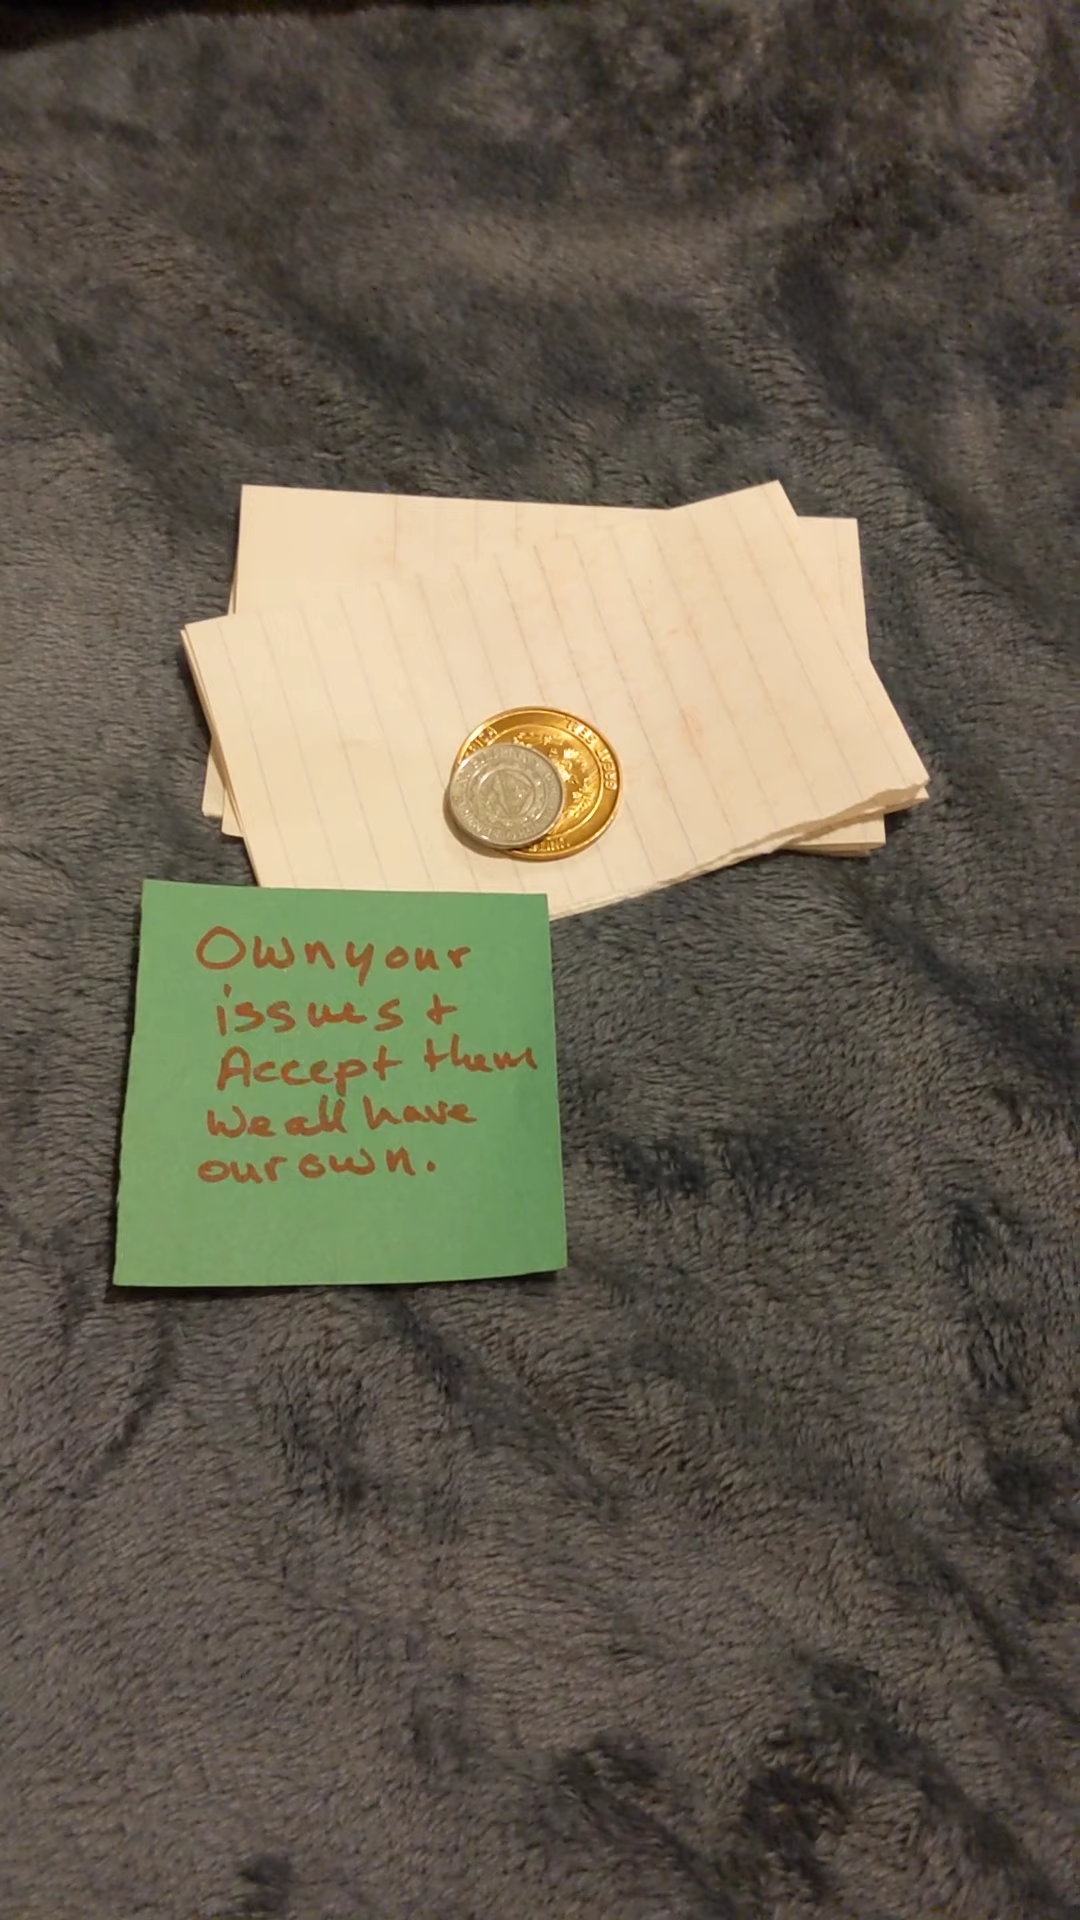 Own your
issues +
Accept them
We all have
our own.